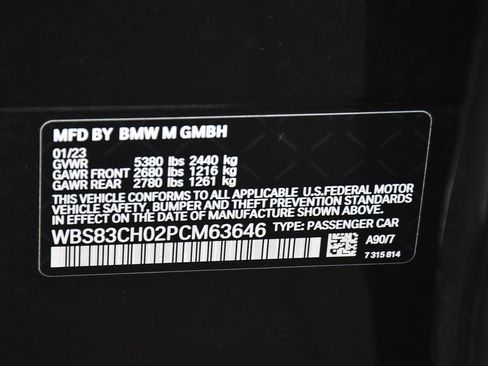 MFD BY BMW M GMBH
01/23
GVWR 5380 lbs 2440 kg
GAWR FRONT 2680 lbs 1216 kg
GAWR REAR 2780 lbs 1261 kg
THIS VEHICLE CONFORMS TO ALL APPLICABLE U.S.FEDERAL MOTOR
VEHICLE SAFETY, BUMPER AND THEFT PREVENTION STANDARDS
IN EFFECT ON THE DATE OF MANUFACTURE SHOWN ABOVE.
WBS83CH02PCM63646 TYPE: PASSENGER CAR
A90/7
7 315 814